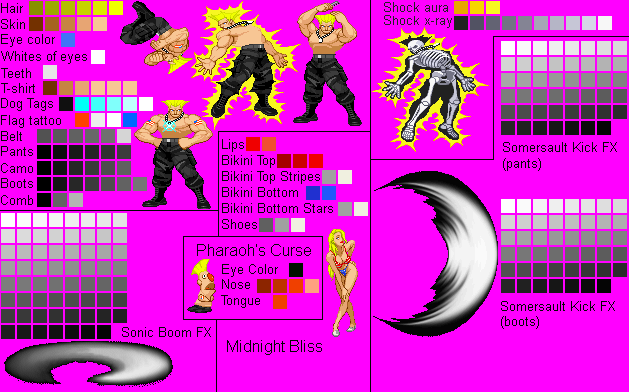 Hair
Skin
Eye color
Whites of eyes
Teeth
T-shirt
Dog Tags
Flag tattoo
Belt
Pants
Camo
Boots
Comb
Sonic Boom FX
Lips
Bikini Top
Bikini Top Stripes
Bikini Bottom
Bikini Bottom Stars
Shoes
Pharaoh's Curse
Eye Color
Nose
Tongue
Midnight Bliss
Shock aura
Shock x-ray
Somersault Kick FX
(pants)
Somersault Kick FX
(boots)